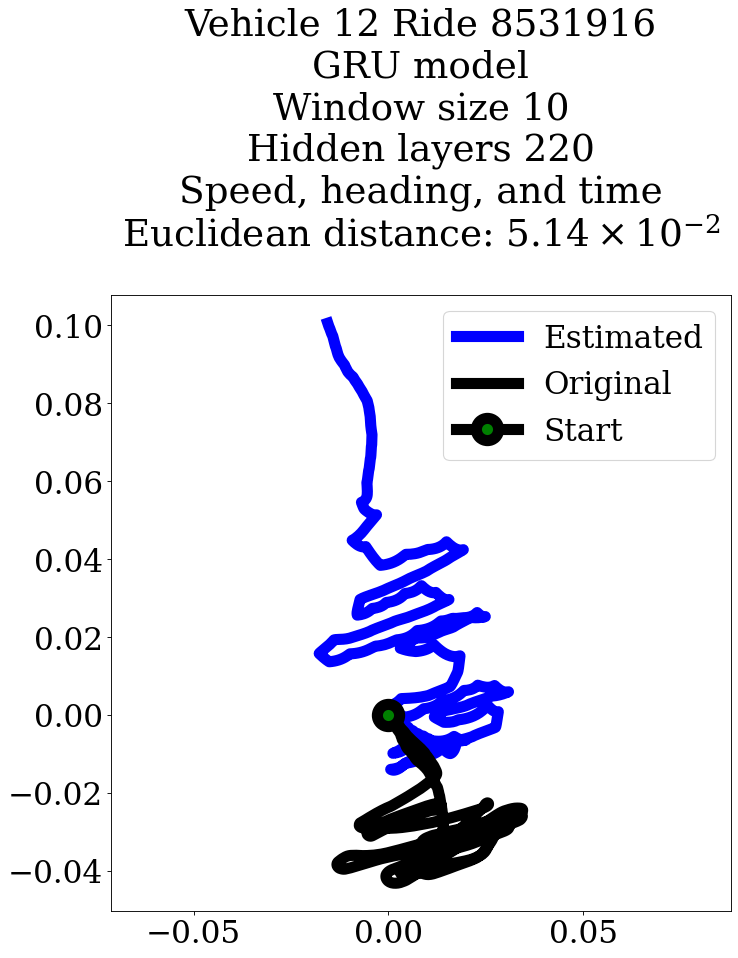 Vehicle 12 Ride 8531916
GRU model
Window size 10
Hidden layers 220
Speed, heading, and time
Euclidean distance: 5.14 × 10⁻²
Estimated
Original
Start
0.10
0.08
0.06
0.04
0.02
0.00
−0.02
−0.04
−0.05 0.00 0.05